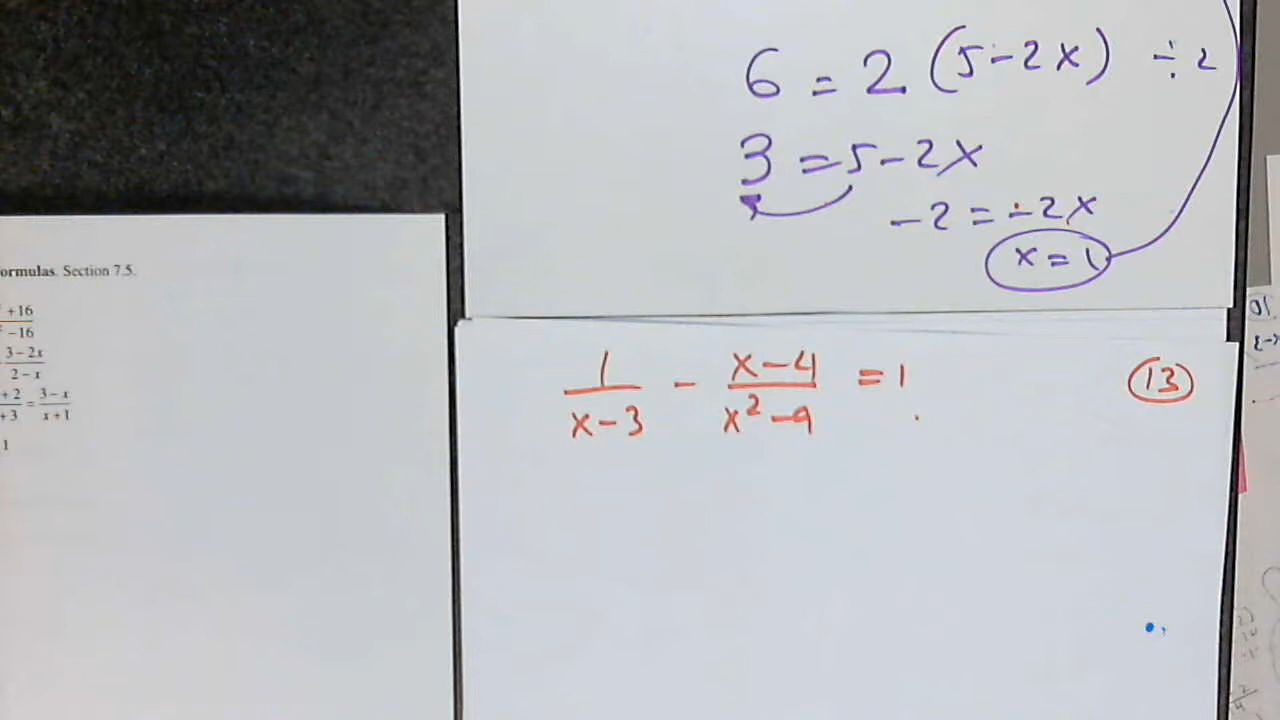 6 = 2 (5-2x) ÷ 2
3 = 5-2x
-2 = -2x
x = 1
ormulas. Section 7.5.
+16
-16
3-2x
2-x
+2 = 3-x
+3 x+1
1
1/x-3 - x-4/x²-9 = 1
13